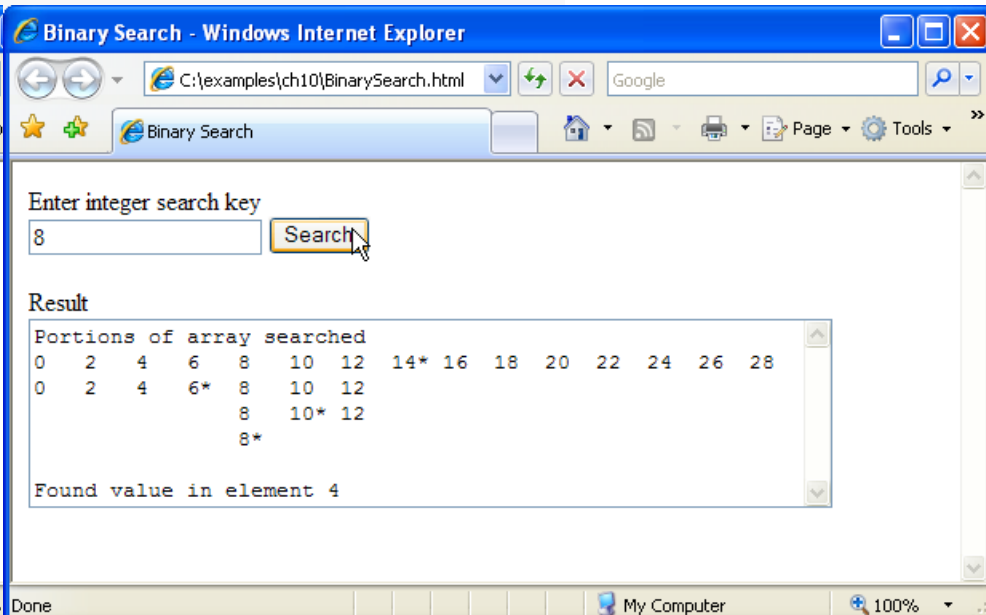 Binary Search - Windows Internet Explorer
C:\examples\ch10\BinarySearch.html
Google
Binary Search
Page
Tools
»
Enter integer search key
8 Search
Result
Portions of array searched
0 2 4 6 8 10 12 14* 16 18 20 22 24 26 28
0 2 4 6* 8 10 12
8 10* 12
8*
Found value in element 4
Done My Computer 100%